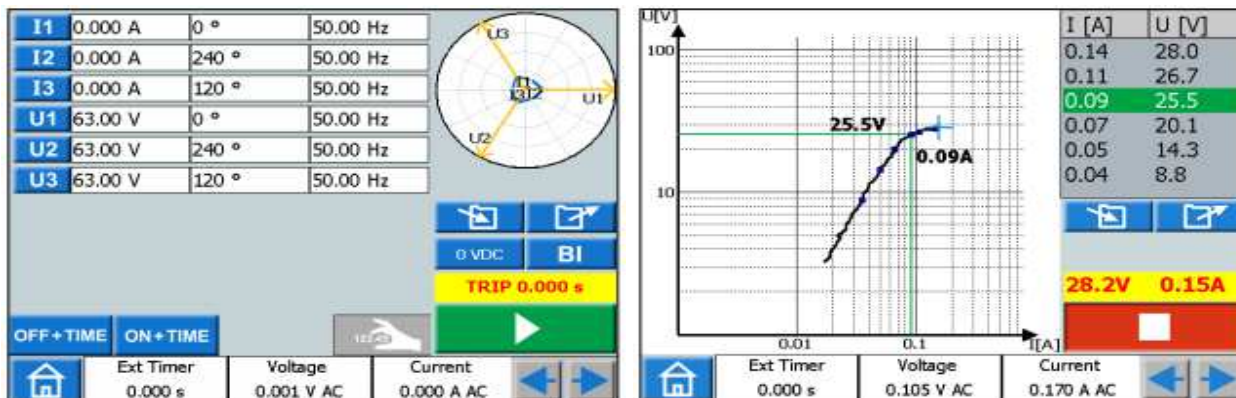 I1 0.000 A 0 ° 50.00 Hz
I2 0.000 A 240 ° 50.00 Hz
I3 0.000 A 120 ° 50.00 Hz
U1 63.00 V 0 ° 50.00 Hz
U2 63.00 V 240 ° 50.00 Hz
U3 63.00 V 120 ° 50.00 Hz
U3
I1
I3 I2
U1
U2
0 VDC BI
TRIP 0.000 s
OFF+TIME ON+TIME
Ext Timer Voltage Current
0.000 s 0.001 V AC 0.000 A AC
U[V]
100
25.5V
0.09A
10
0.01 0.1 I[A]
I [A] U [V]
0.14 28.0
0.11 26.7
0.09 25.5
0.07 20.1
0.05 14.3
0.04 8.8
28.2V 0.15A
Ext Timer Voltage Current
0.000 s 0.105 V AC 0.170 A AC